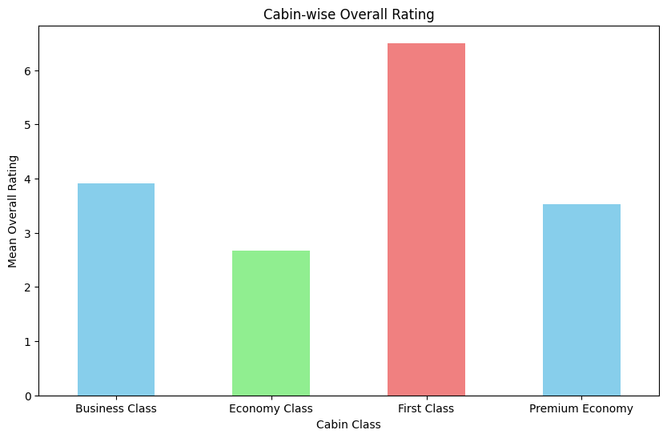 Cabin-wise Overall Rating
Mean Overall Rating
6
5
4
3
2
1
0
Business Class
Economy Class
First Class
Premium Economy
Cabin Class